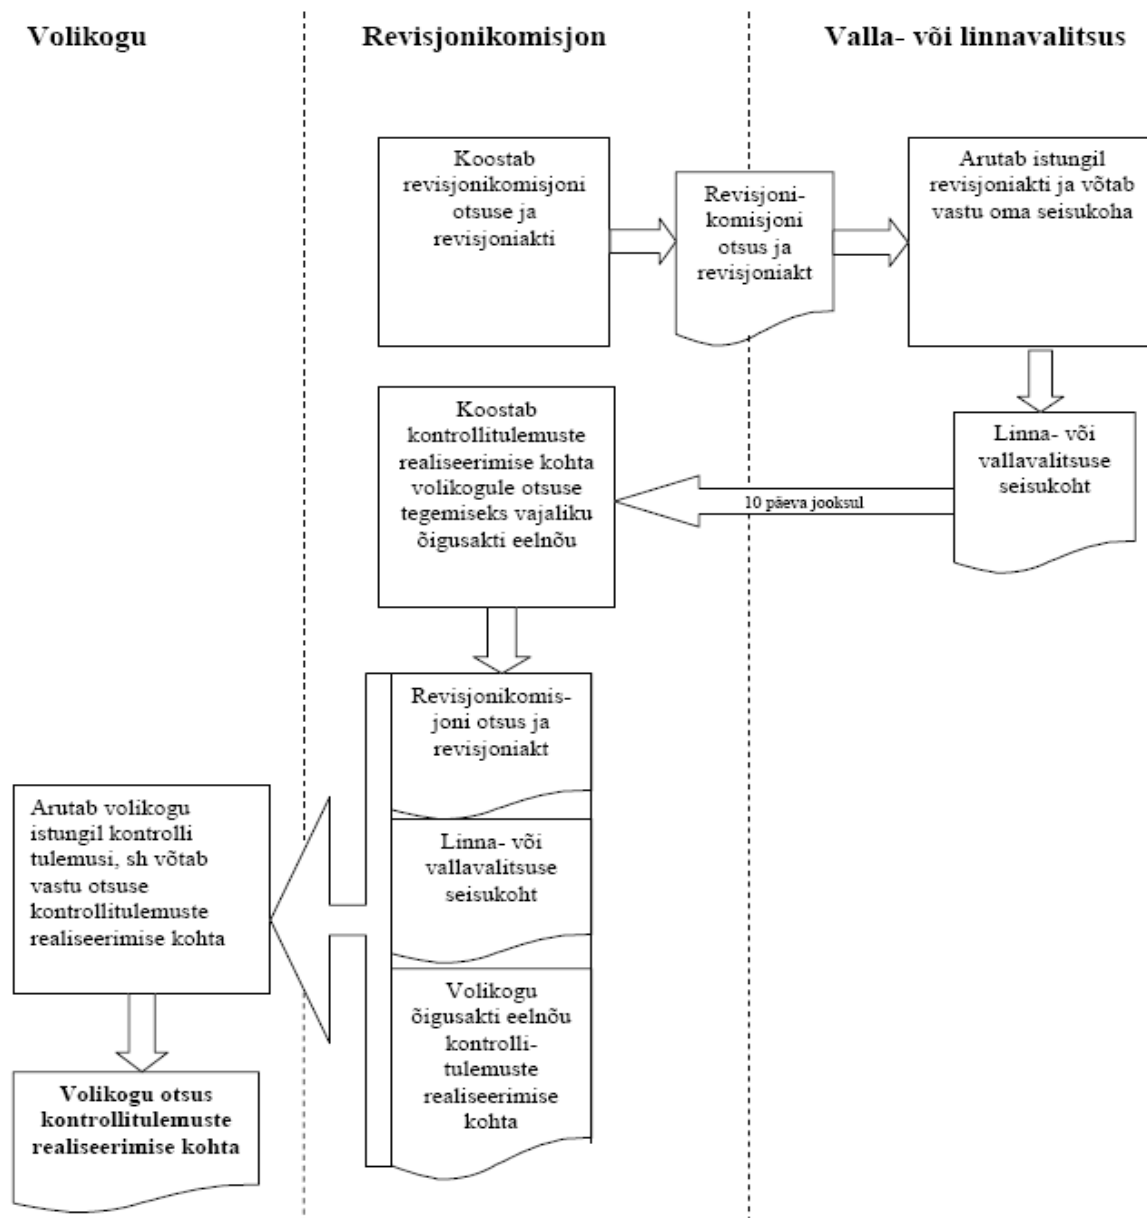 Volikogu
Revisjonikomisjon
Valla- või linnavalitsus
Koostab
revisjonikomisjoni
otsuse ja
revisjoniakti
Revisjoni-
komisjoni
otsus ja
revisjoniakt
Arutab istungil
revisjoniakti ja võtab
vastu oma seisukoha
Linna- või
vallavalitsuse
seisukoht
10 päeva jooksul
Koostab
kontrollitulemuste
realiseerimise kohta
volikogule otsuse
tegemiseks vajaliku
õigusakti eelnõu
Revisjonikomis-
joni otsus ja
revisjoniakt
Linna- või
vallavalitsuse
seisukoht
Volikogu
õigusakti eelnõu
kontrolli-
tulemuste
realiseerimise
kohta
Arutab volikogu
istungil kontrolli
tulemusi, sh võtab
vastu otsuse
kontrollitulemuste
realiseerimise kohta
Volikogu otsus
kontrollitulemuste
realiseerimise kohta